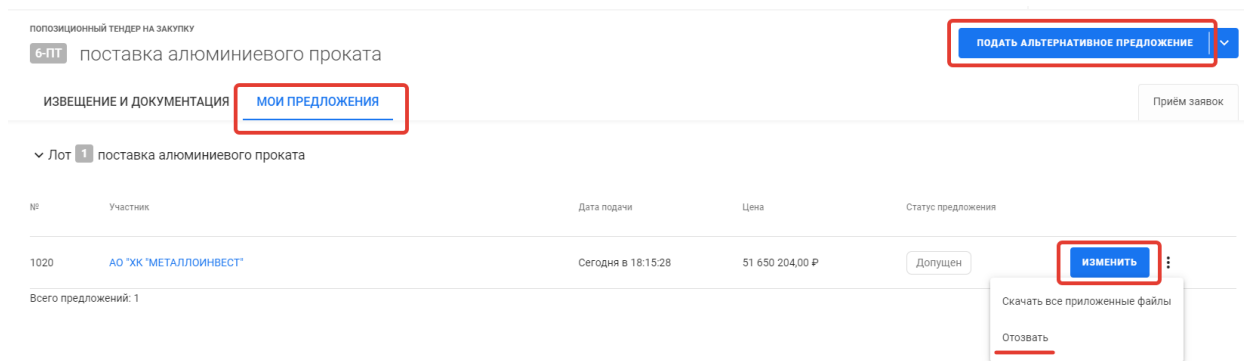 ПОПОЗИЦИОННЫЙ ТЕНДЕР НА ЗАКУПКУ
6-ПТ поставка алюминиевого проката
ПОДАТЬ АЛЬТЕРНАТИВНОЕ ПРЕДЛОЖЕНИЕ
ИЗВЕЩЕНИЕ И ДОКУМЕНТАЦИЯ МОИ ПРЕДЛОЖЕНИЯ Приём заявок
Лот 1 поставка алюминиевого проката
№ Участник Дата подачи Цена Статус предложения
1020 АО "ХК "МЕТАЛЛОИНВЕСТ" Сегодня в 18:15:28 51 650 204,00 ₽ Допущен ИЗМЕНИТЬ
Всего предложений: 1
Скачать все приложенные файлы
Отозвать